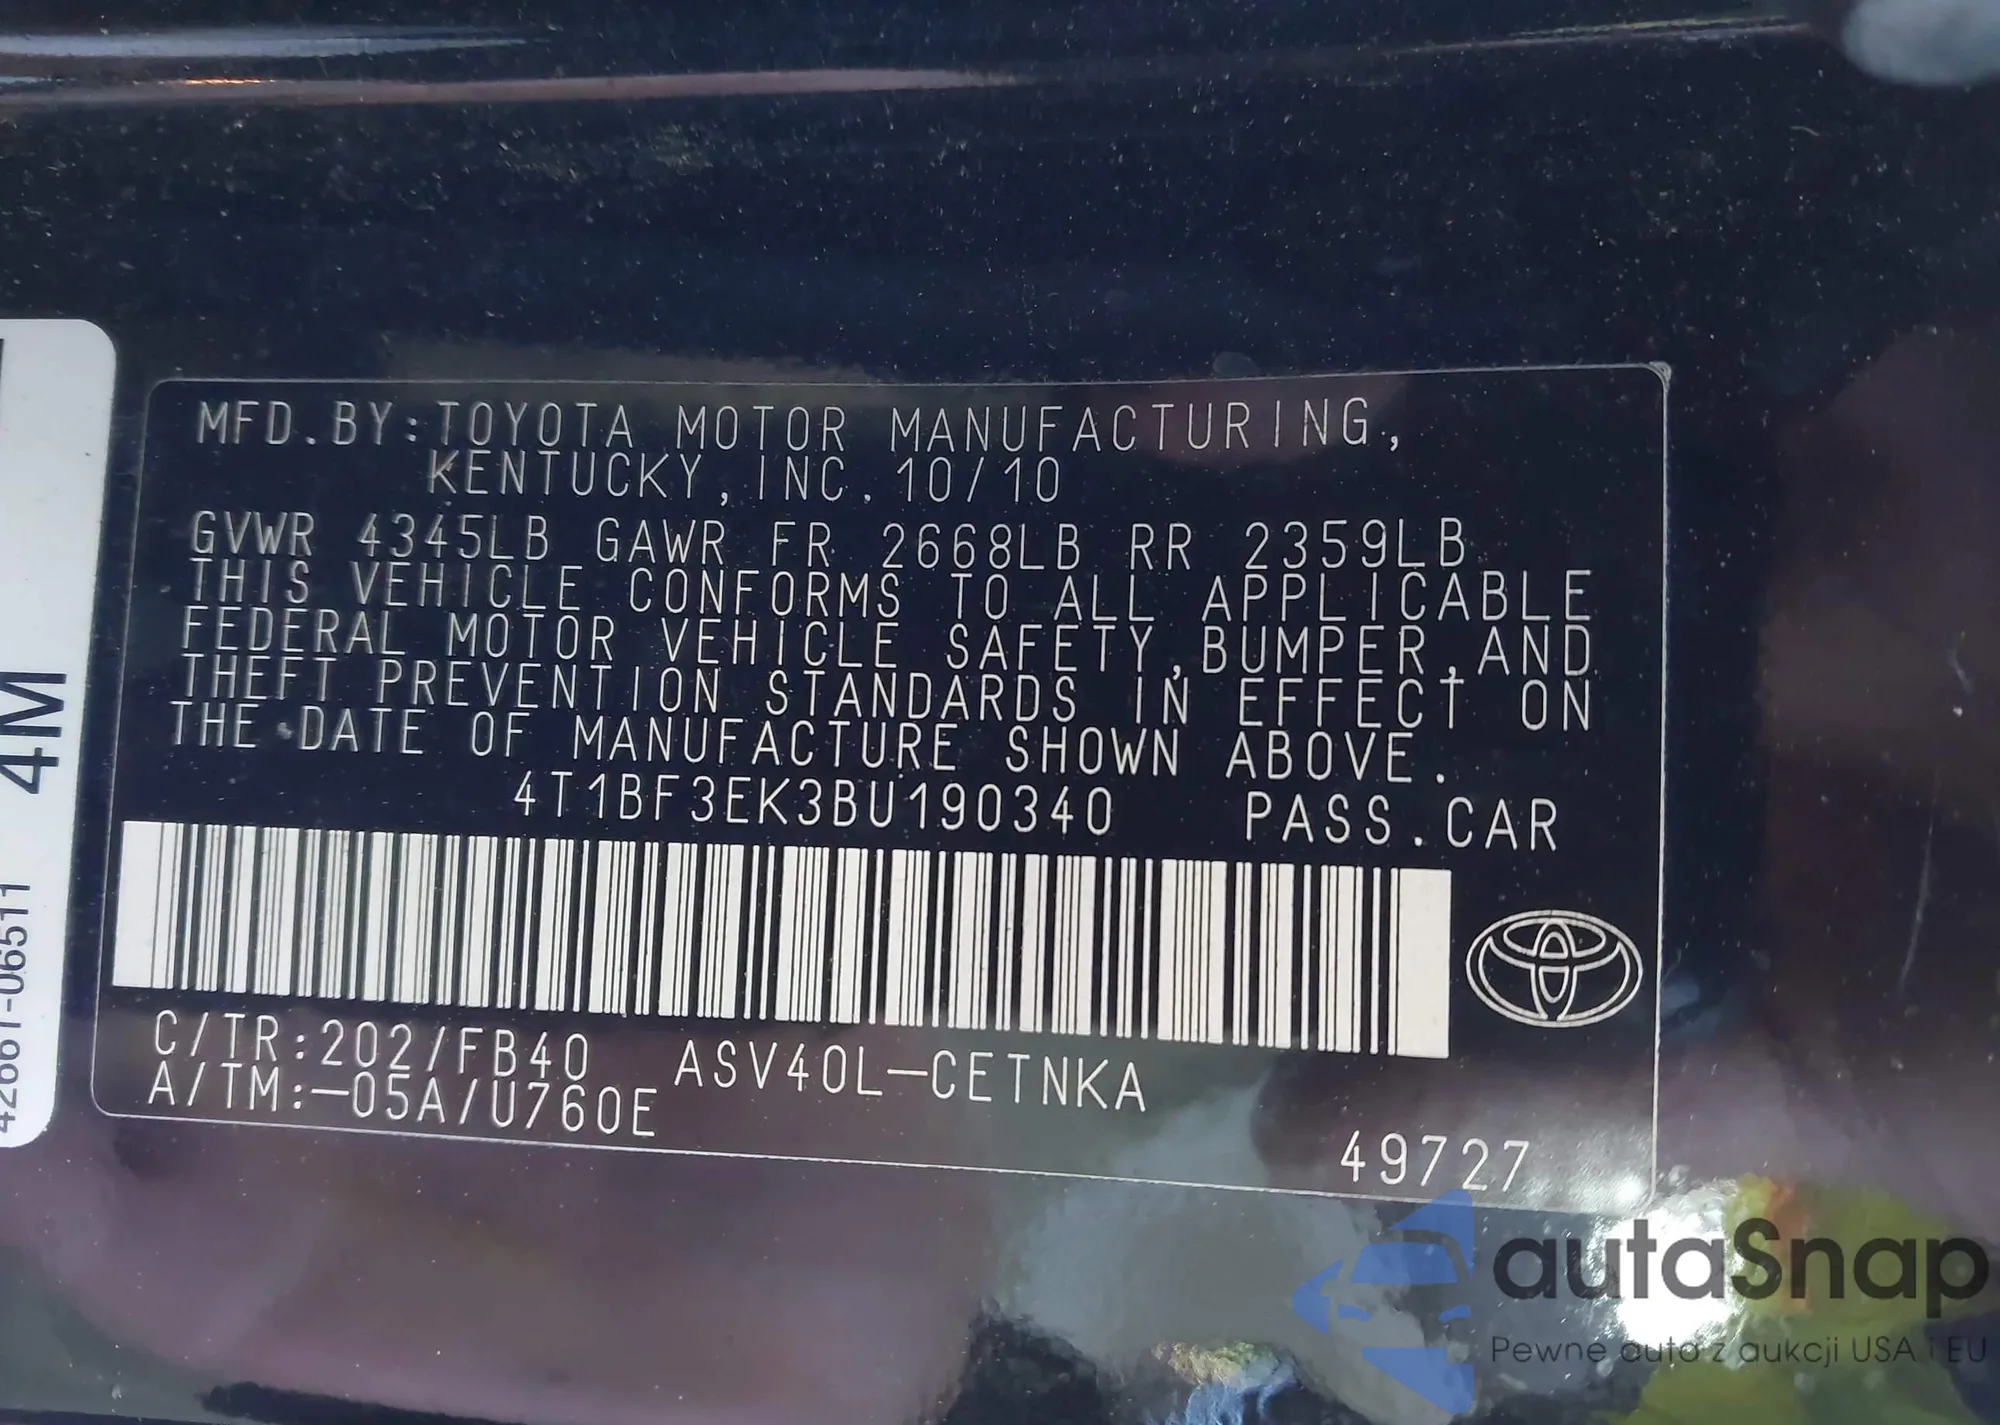 MFD.BY:TOYOTA MOTOR MANUFACTURING,
KENTUCKY,INC.10/10
GVWR 4345LB GAWR FR 2668LB RR 2359LB
THIS VEHICLE CONFORMS TO ALL APPLICABLE
FEDERAL MOTOR VEHICLE SAFETY,BUMPER,AND
THEFT PREVENTION STANDARDS IN EFFECT ON
THE DATE OF MANUFACTURE SHOWN ABOVE.
4T1BF3EK3BU190340 PASS.CAR
C/TR:202/FB40 ASV40L-CETNKA
A/TM:-05A/U760E
49727
4M
42661-06511
autaSnap
Pewne auto z aukcji USA i EU